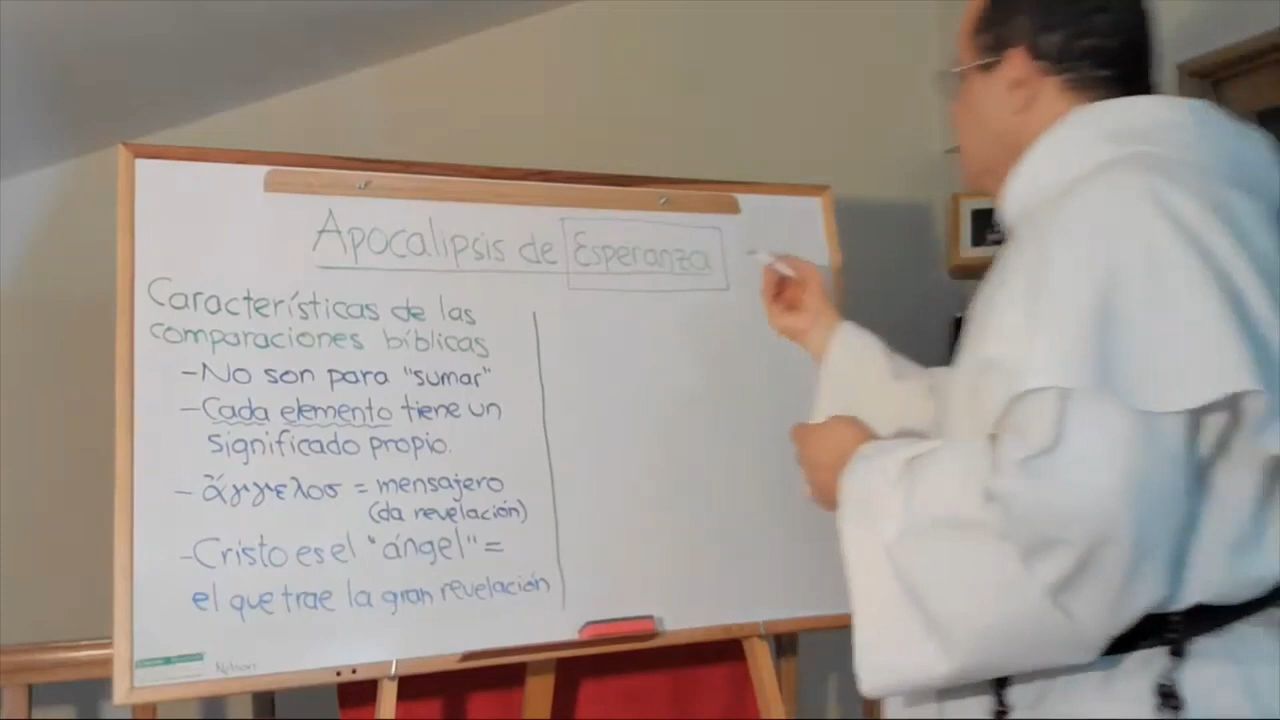 Apocalipsis de Esperanza
Características de las
comparaciones bíblicas
- No son para "sumar"
- Cada elemento tiene un
significado propio.
- ἄγγελοσ = mensajero
(da revelación)
- Cristo es el "ángel" =
el que trae la gran revelación